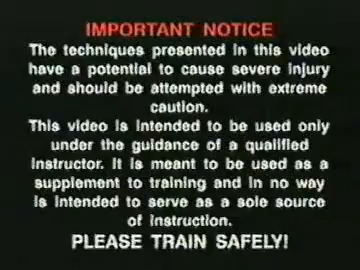 IMPORTANT NOTICE
The techniques presented in this video
have a potential to cause severe injury
and should be attempted with extreme
caution.
This video is intended to be used only
under the guidance of a qualified
instructor. It is meant to be used as a
supplement to training and in no way
is intended to serve as a sole source
of instruction.
PLEASE TRAIN SAFELY!